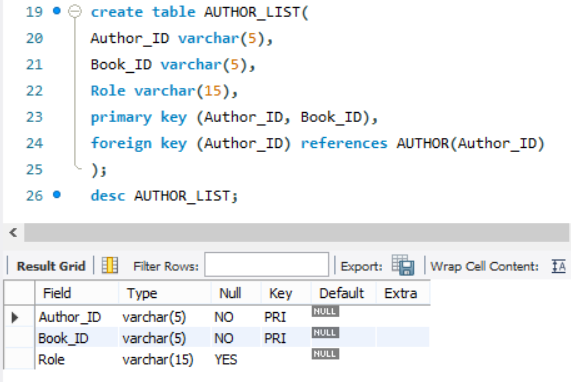 19 create table AUTHOR_LIST(
20 Author_ID varchar(5),
21 Book_ID varchar(5),
22 Role varchar(15),
23 primary key (Author_ID, Book_ID),
24 foreign key (Author_ID) references AUTHOR(Author_ID)
25 );
26 desc AUTHOR_LIST;
Result Grid Filter Rows: Export: Wrap Cell Content: IA
Field Type Null Key Default Extra
Author_ID varchar(5) NO PRI NULL
Book_ID varchar(5) NO PRI NULL
Role varchar(15) YES NULL